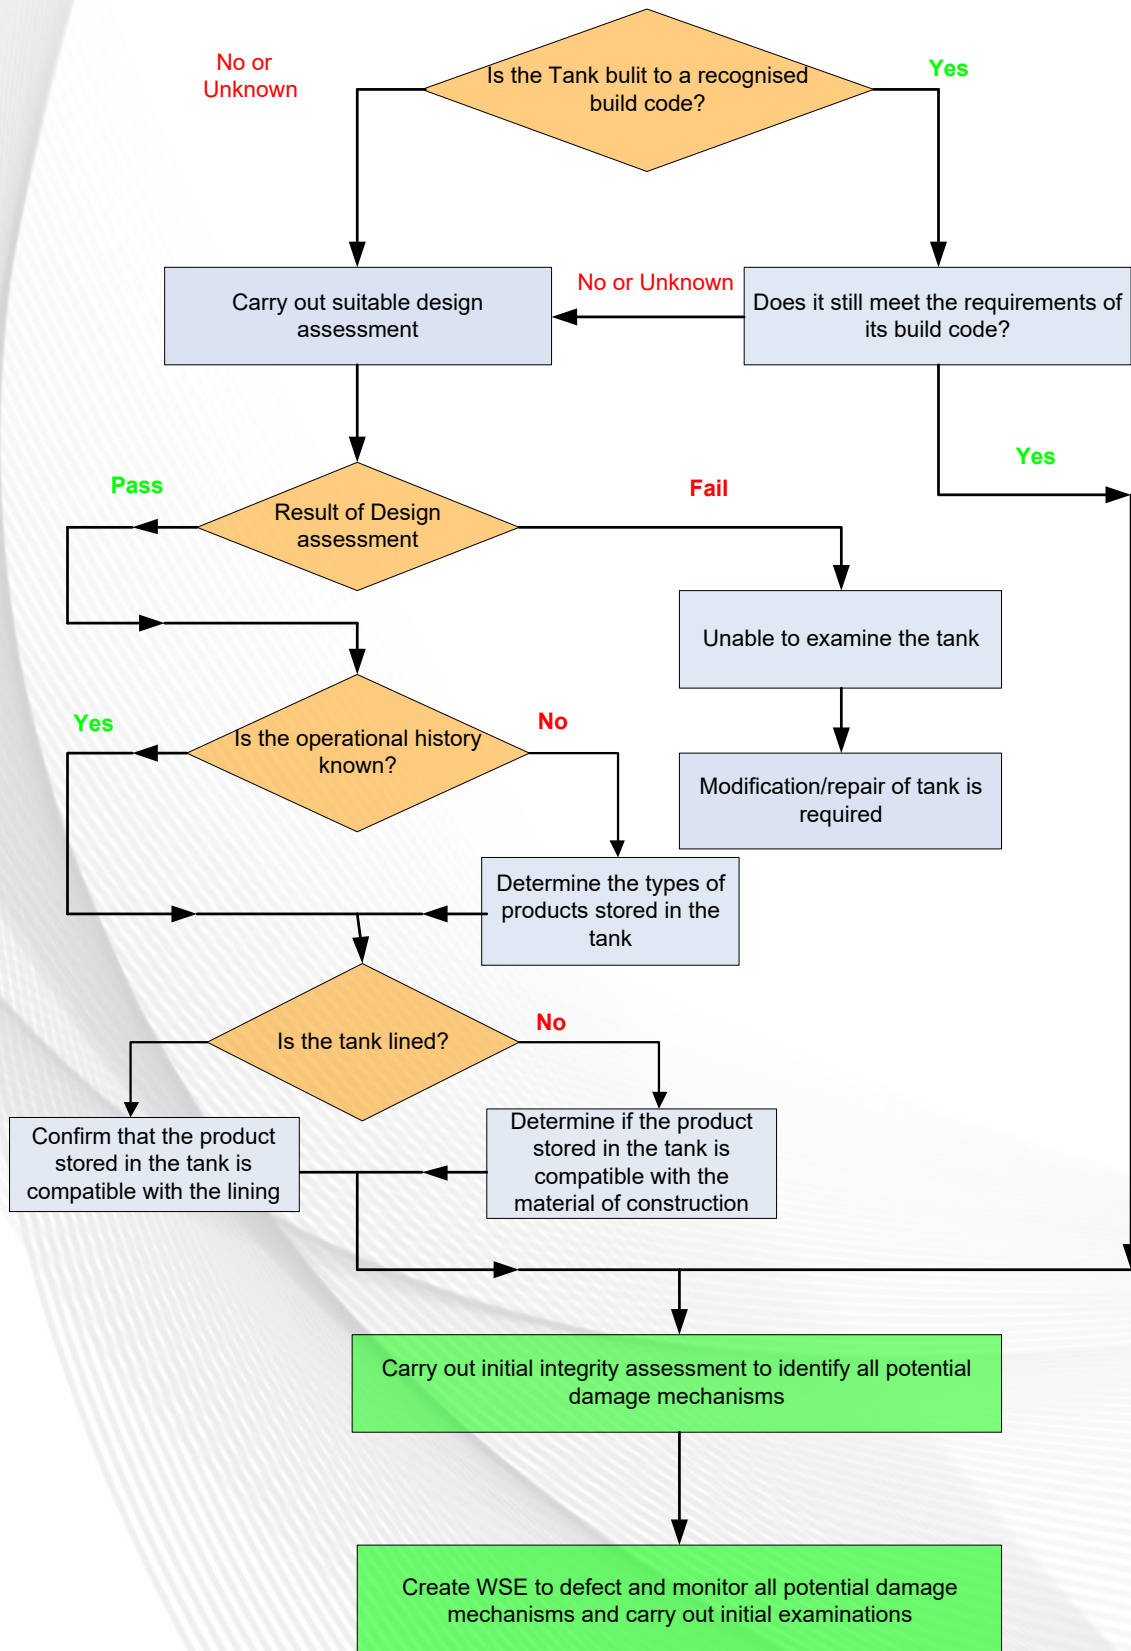 No or
Unknown
Is the Tank bulit to a recognised
build code?
Yes
Carry out suitable design
assessment
No or Unknown
Does it still meet the requirements of
its build code?
Pass
Result of Design
assessment
Fail
Yes
Unable to examine the tank
Yes
Is the operational history
known?
No
Modification/repair of tank is
required
Determine the types of
products stored in the
tank
Is the tank lined?
No
Confirm that the product
stored in the tank is
compatible with the lining
Determine if the product
stored in the tank is
compatible with the
material of construction
Carry out initial integrity assessment to identify all potential
damage mechanisms
Create WSE to defect and monitor all potential damage
mechanisms and carry out initial examinations